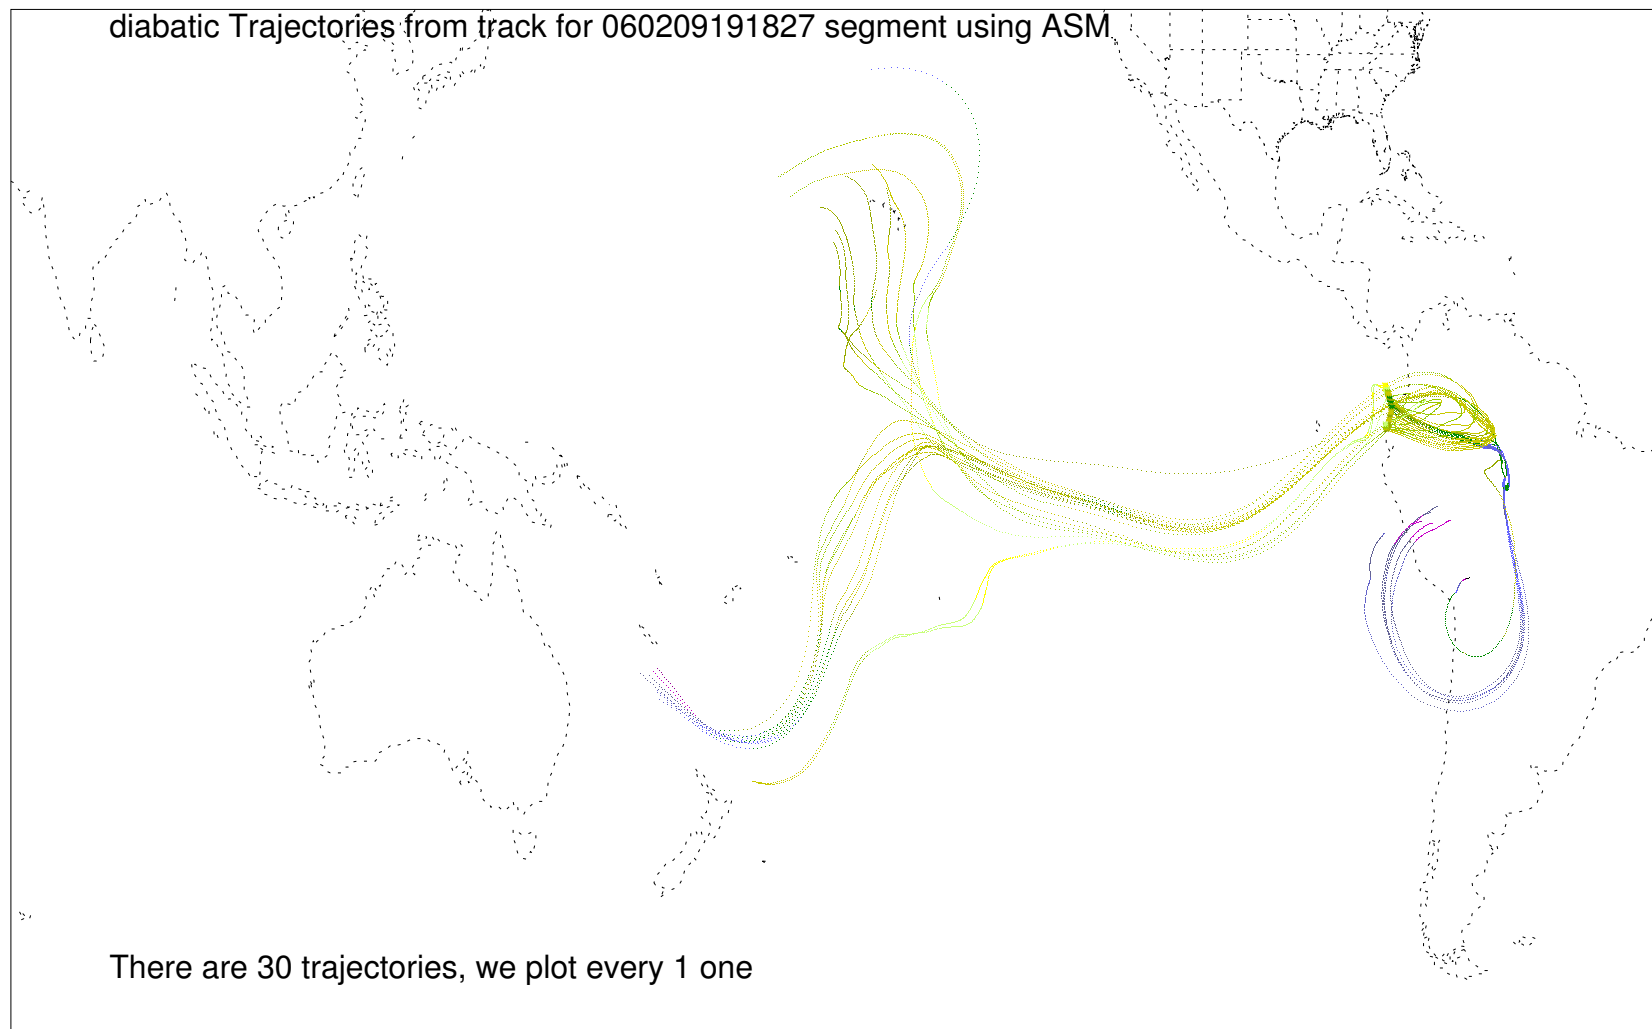 diabatic Trajectories from track for 060209191827 segment using ASM
There are 30 trajectories, we plot every 1 one